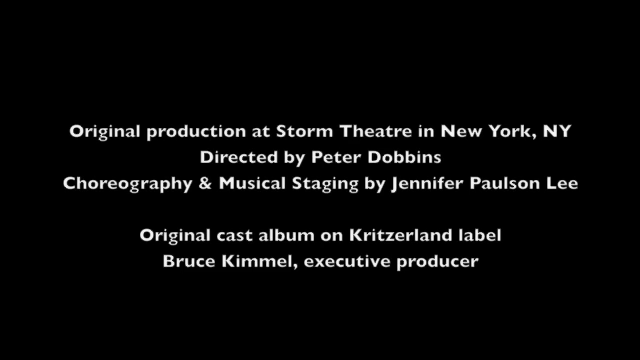 Original production at Storm Theatre in New York, NY
Directed by Peter Dobbins
Choreography & Musical Staging by Jennifer Paulson Lee
Original cast album on Kritzerland label
Bruce Kimmel, executive producer